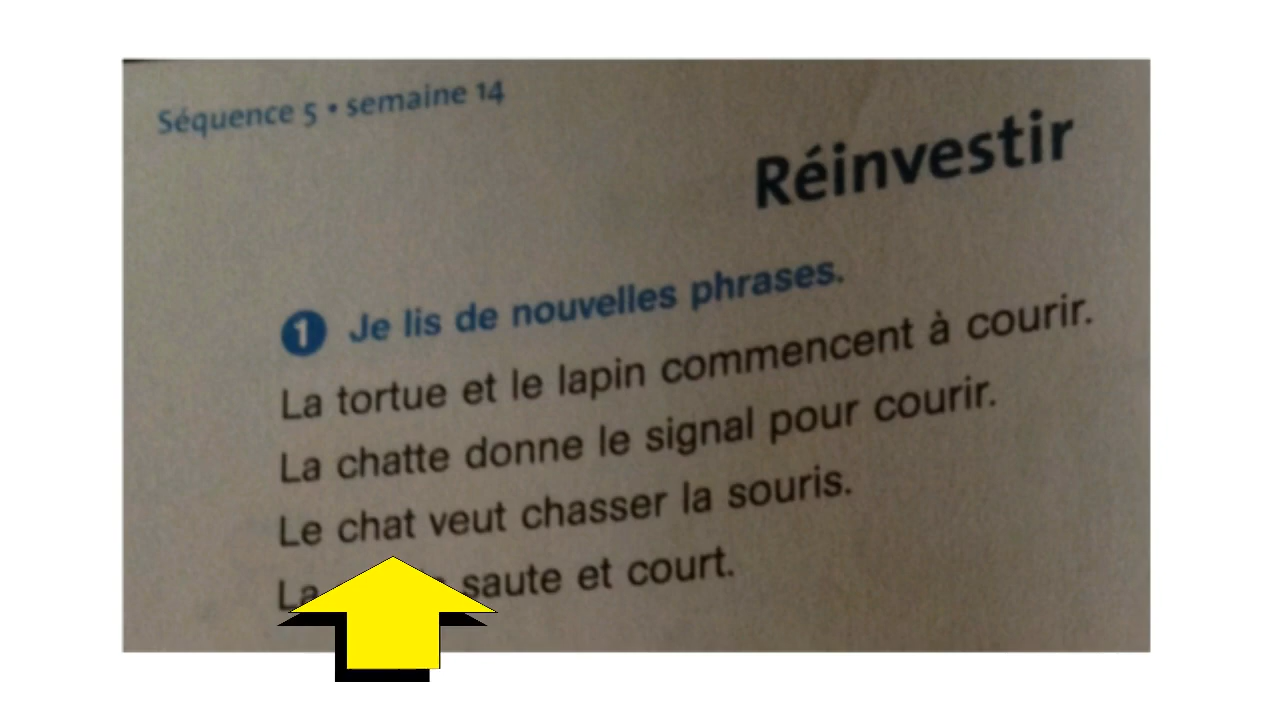 Séquence 5 • semaine 14
Réinvestir
1 Je lis de nouvelles phrases.
La tortue et le lapin commencent à courir.
La chatte donne le signal pour courir.
Le chat veut chasser la souris.
La saute et court.